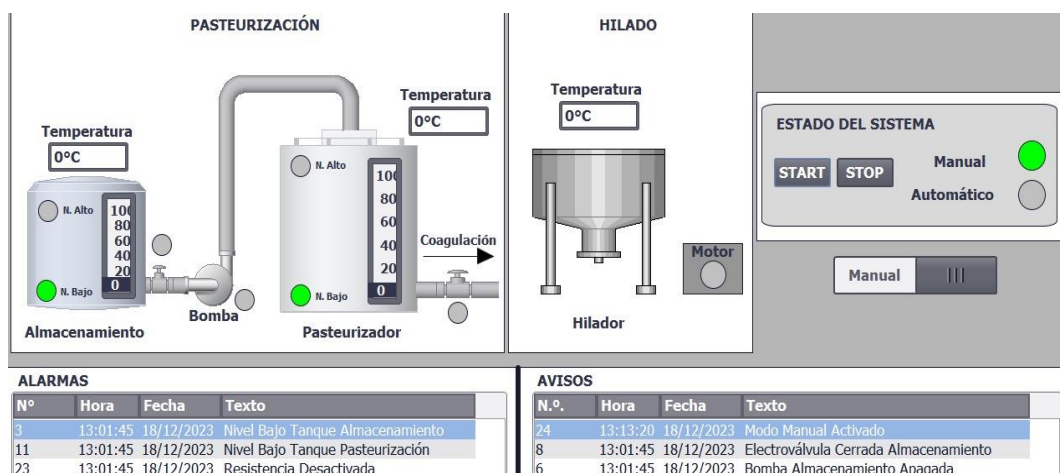 PASTEURIZACIÓN
HILADO
Temperatura
0°C
Temperatura
0°C
Temperatura
0°C
N. Alto
100
80
60
40
20
0
N. Bajo
Almacenamiento
Bomba
N. Alto
100
80
60
40
20
0
N. Bajo
Pasteurizador
Coagulación
Motor
Hilador
ESTADO DEL SISTEMA
START STOP
Manual
Automático
Manual
ALARMAS
Nº Hora Fecha Texto
3 13:01:45 18/12/2023 Nivel Bajo Tanque Almacenamiento
11 13:01:45 18/12/2023 Nivel Bajo Tanque Pasteurización
23 13:01:45 18/12/2023 Resistencia Desactivada
AVISOS
N.º. Hora Fecha Texto
24 13:13:20 18/12/2023 Modo Manual Activado
8 13:01:45 18/12/2023 Electroválvula Cerrada Almacenamiento
6 13:01:45 18/12/2023 Bomba Almacenamiento Apagada